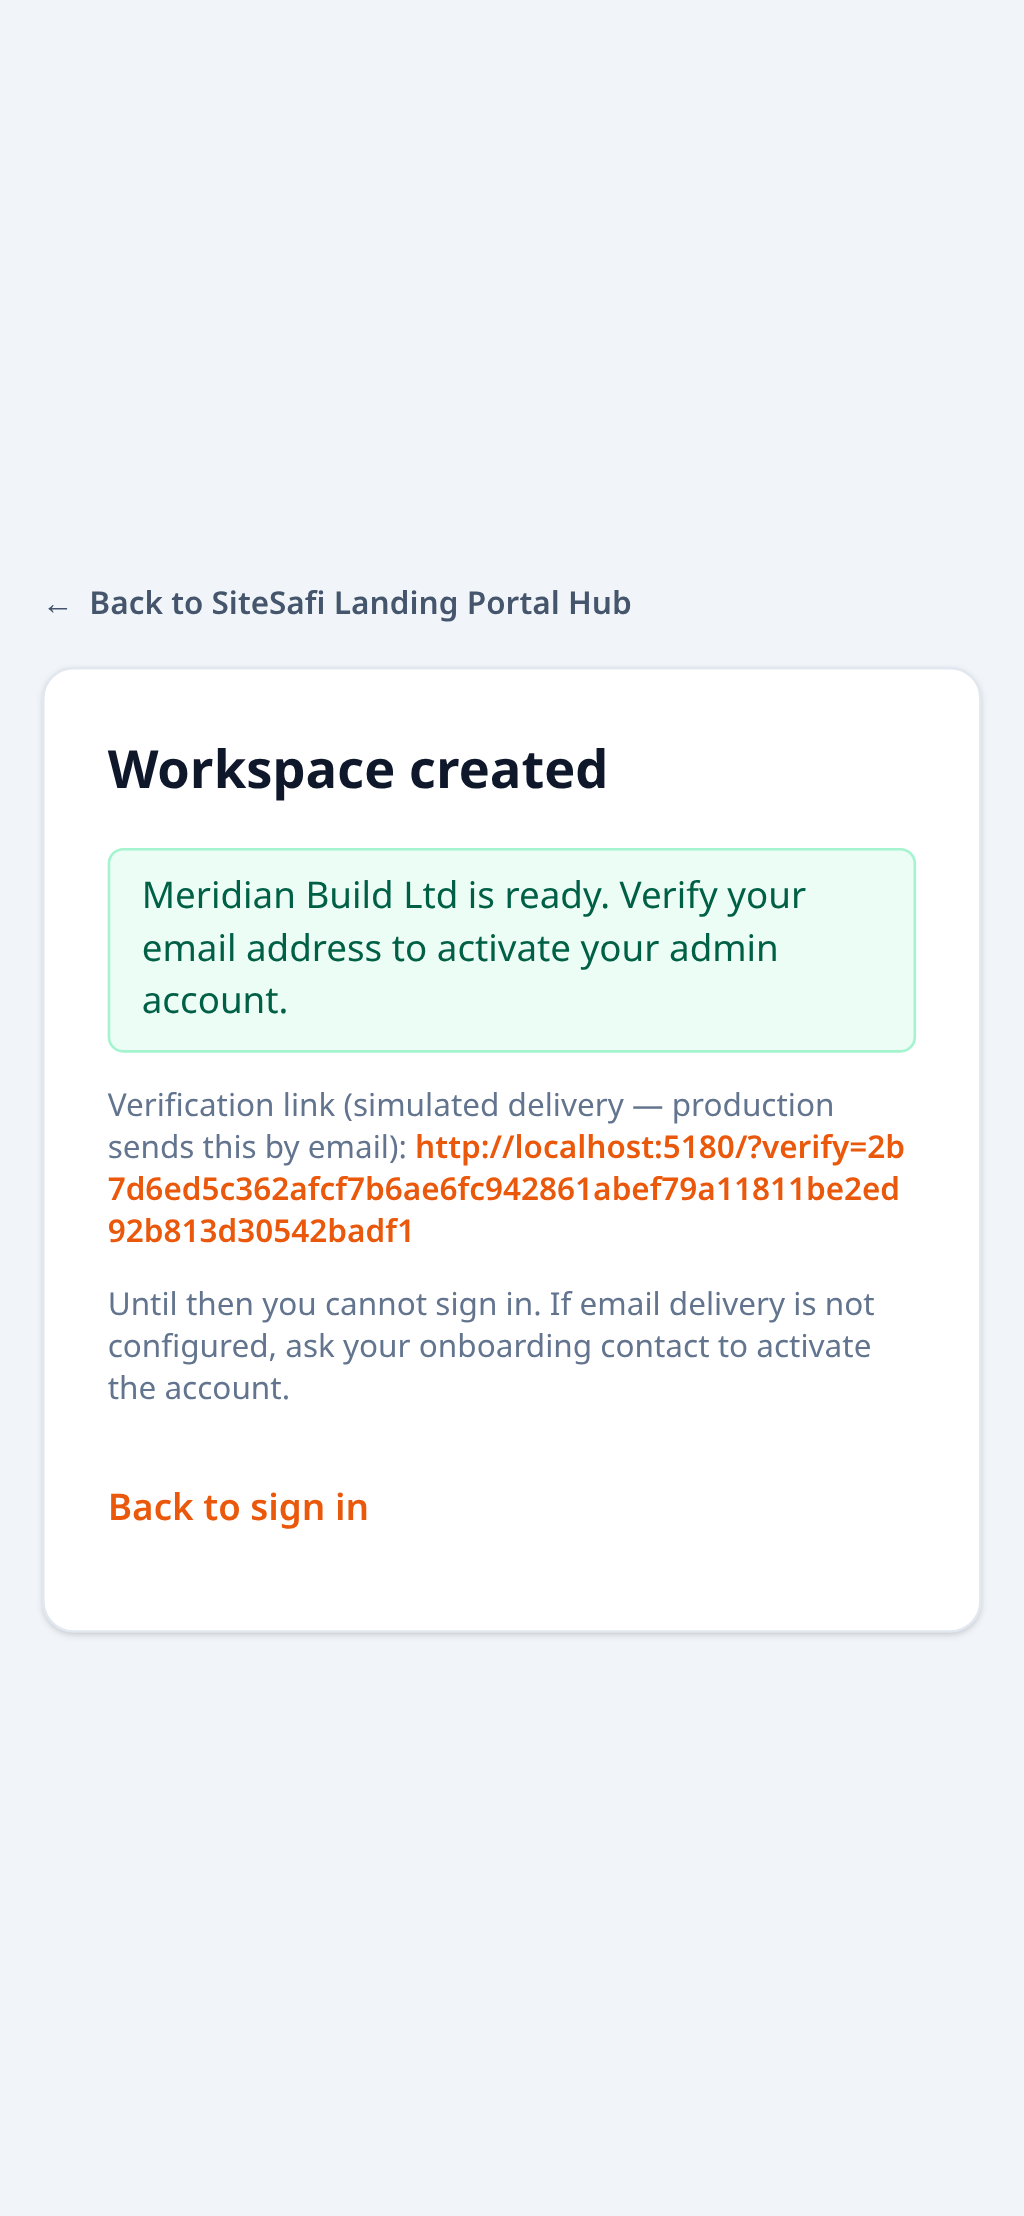 ← Back to SiteSafi Landing Portal Hub
Workspace created
Meridian Build Ltd is ready. Verify your
email address to activate your admin
account.
Verification link (simulated delivery — production
sends this by email): http://localhost:5180/?verify=2b
7d6ed5c362afcf7b6ae6fc942861abef79a11811be2ed
92b813d30542badf1
Until then you cannot sign in. If email delivery is not
configured, ask your onboarding contact to activate
the account.
Back to sign in